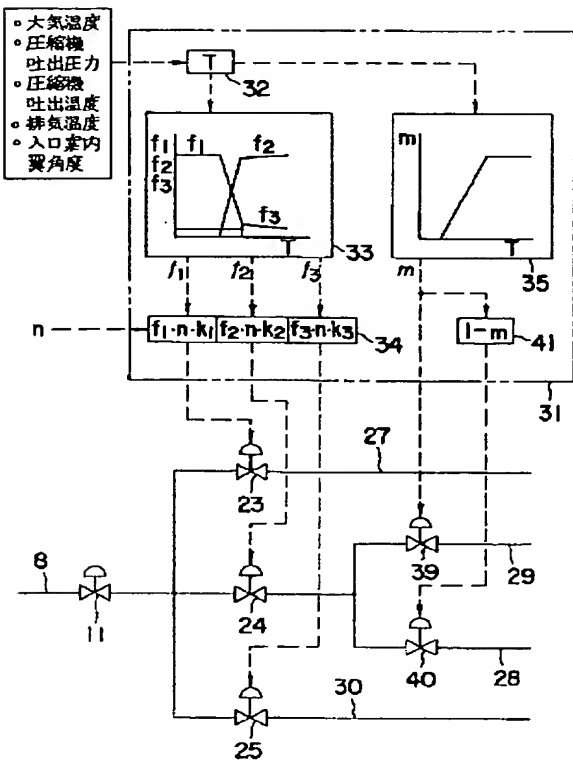 ○ 大気温度
○ 圧縮機
吐出圧力
○ 圧縮機
吐出温度
○ 排気温度
○ 入口案内
翼角度
T
32
f1
f2
f3
f1
f2
f3
T
33
m
T
35
f1
f2
f3
m
n
f1·n·k1
f2·n·k2
f3·n·k3
34
1-m
41
31
27
23
8
11
24
39
29
40
28
30
25